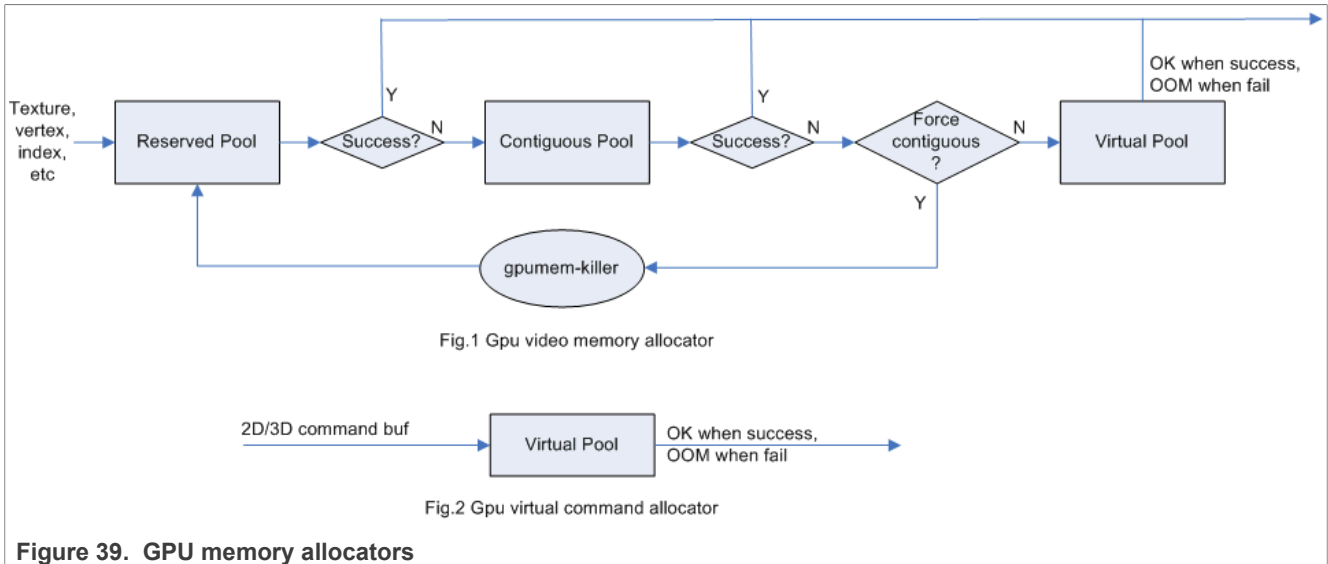 Texture,
vertex,
index,
etc
Reserved Pool
Success?
Y
N
Contiguous Pool
Success?
Y
N
Force
contiguous
?
N
Y
Virtual Pool
OK when success,
OOM when fail
gpumem-killer
Fig.1 Gpu video memory allocator
2D/3D command buf
Virtual Pool
OK when success,
OOM when fail
Fig.2 Gpu virtual command allocator
Figure 39. GPU memory allocators